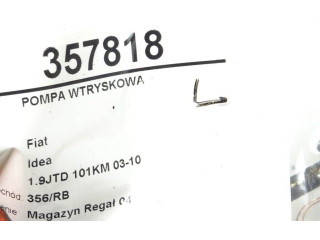 357818
POMPA WTRYSKOWA
Fiat
Idea
1.9JTD 101KM 03-10
356/RB
Magazyn Regał 04